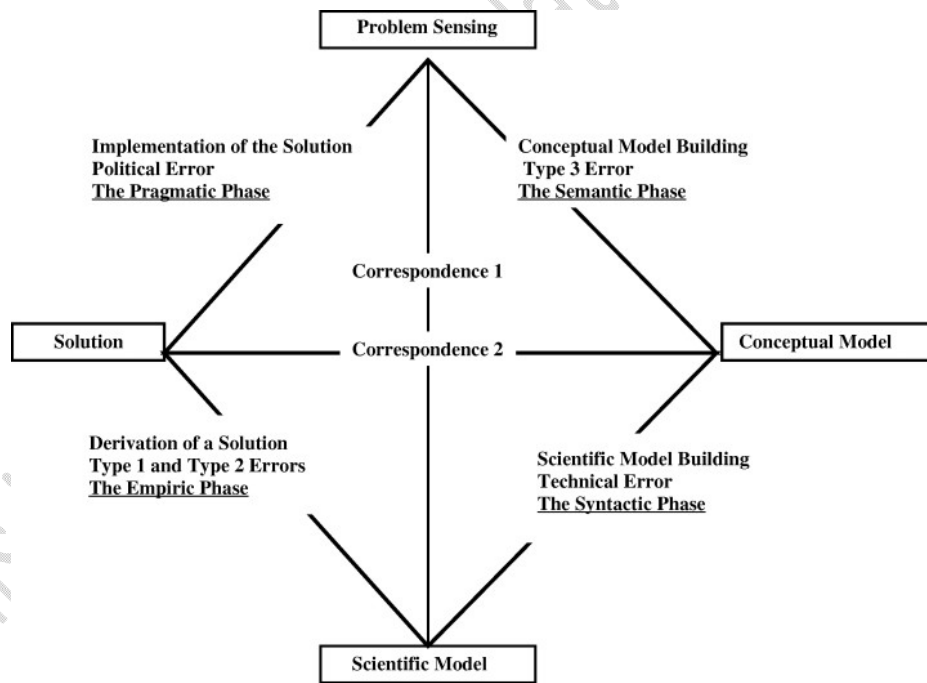 Problem Sensing
Implementation of the Solution
Political Error
The Pragmatic Phase
Conceptual Model Building
Type 3 Error
The Semantic Phase
Correspondence 1
Solution
Correspondence 2
Conceptual Model
Derivation of a Solution
Type 1 and Type 2 Errors
The Empiric Phase
Scientific Model Building
Technical Error
The Syntactic Phase
Scientific Model